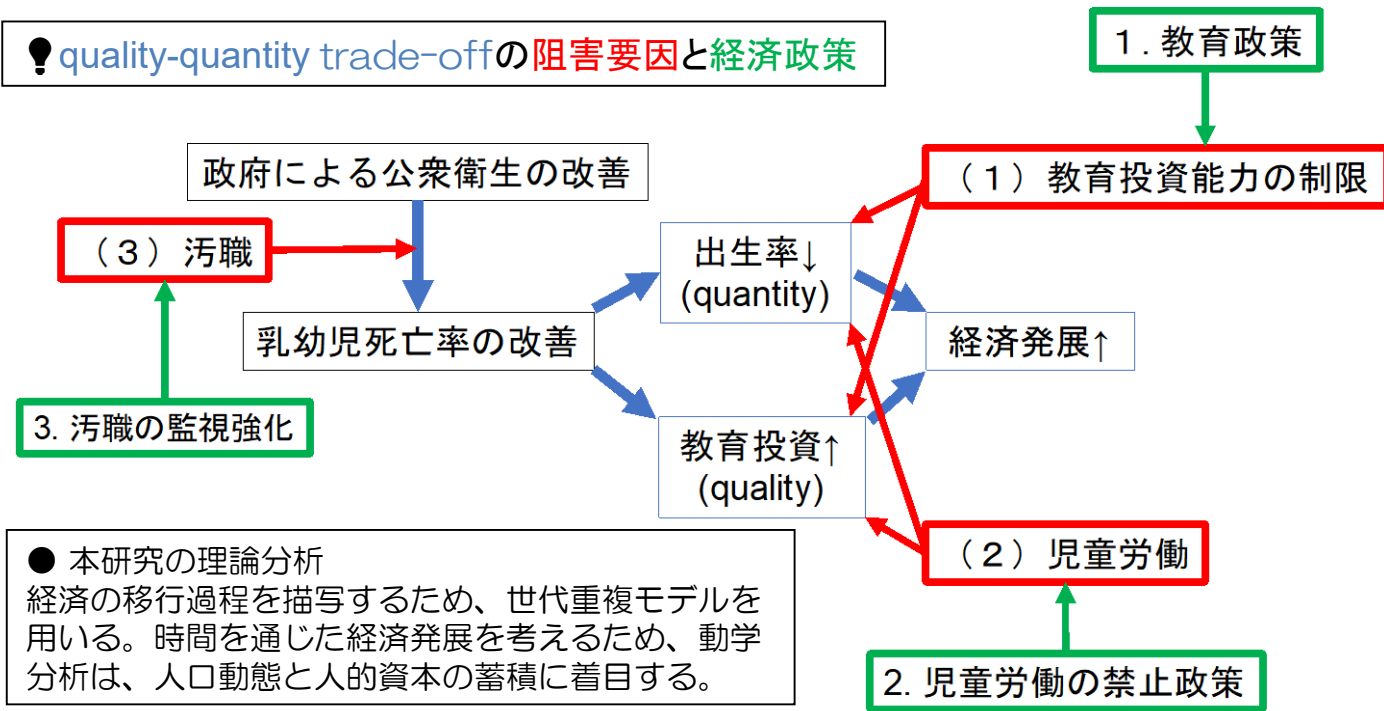 quality-quantity trade-offの阻害要因と経済政策
1.教育政策
政府による公衆衛生の改善
(1)教育投資能力の制限
(3)汚職
出生率↓
(quantity)
乳幼児死亡率の改善
経済発展↑
3. 汚職の監視強化
教育投資↑
(quality)
● 本研究の理論分析
経済の移行過程を描写するため、世代重複モデルを
用いる。時間を通じた経済発展を考えるため、動学
分析は、人口動態と人的資本の蓄積に着目する。
(2)児童労働
2. 児童労働の禁止政策